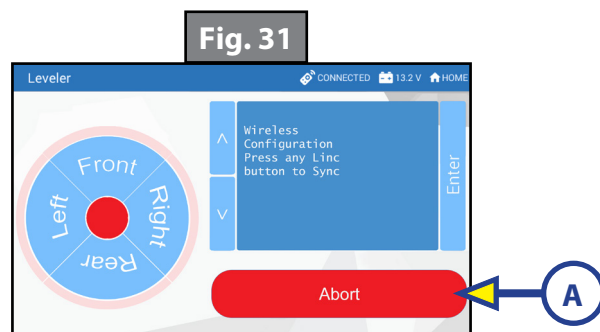 Fig. 31
Leveler
CONNECTED 13.2 V HOME
Front
Left
Right
Rear
^
Wireless
Configuration
Press any Linc
button to Sync
Enter
v
Abort
A